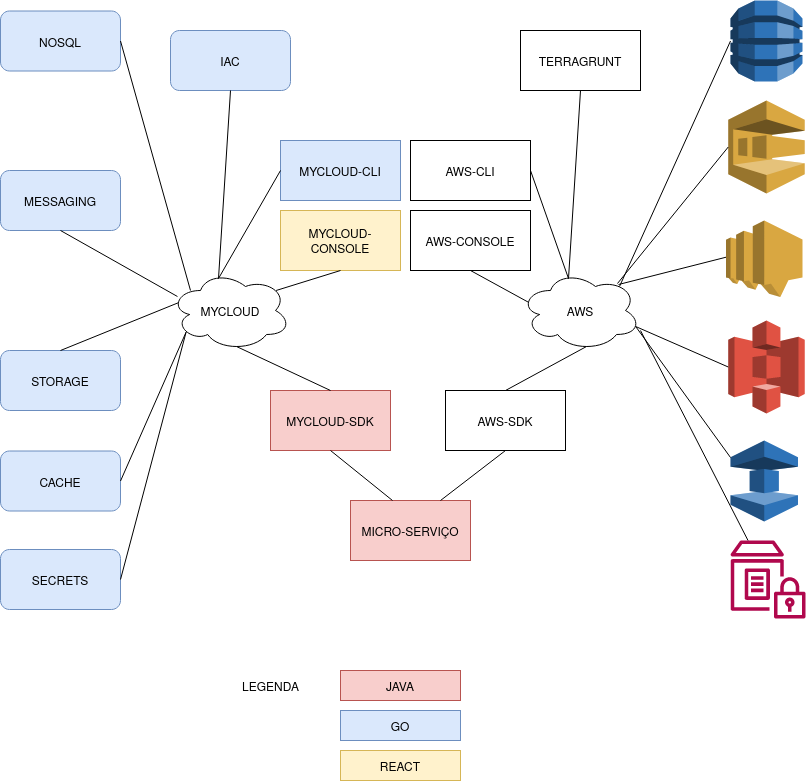 NOSQL
IAC
TERRAGRUNT
MESSAGING
MYCLOUD-CLI
AWS-CLI
MYCLOUD-
CONSOLE
AWS-CONSOLE
MYCLOUD
AWS
STORAGE
MYCLOUD-SDK
AWS-SDK
CACHE
MICRO-SERVIÇO
SECRETS
LEGENDA
JAVA
GO
REACT